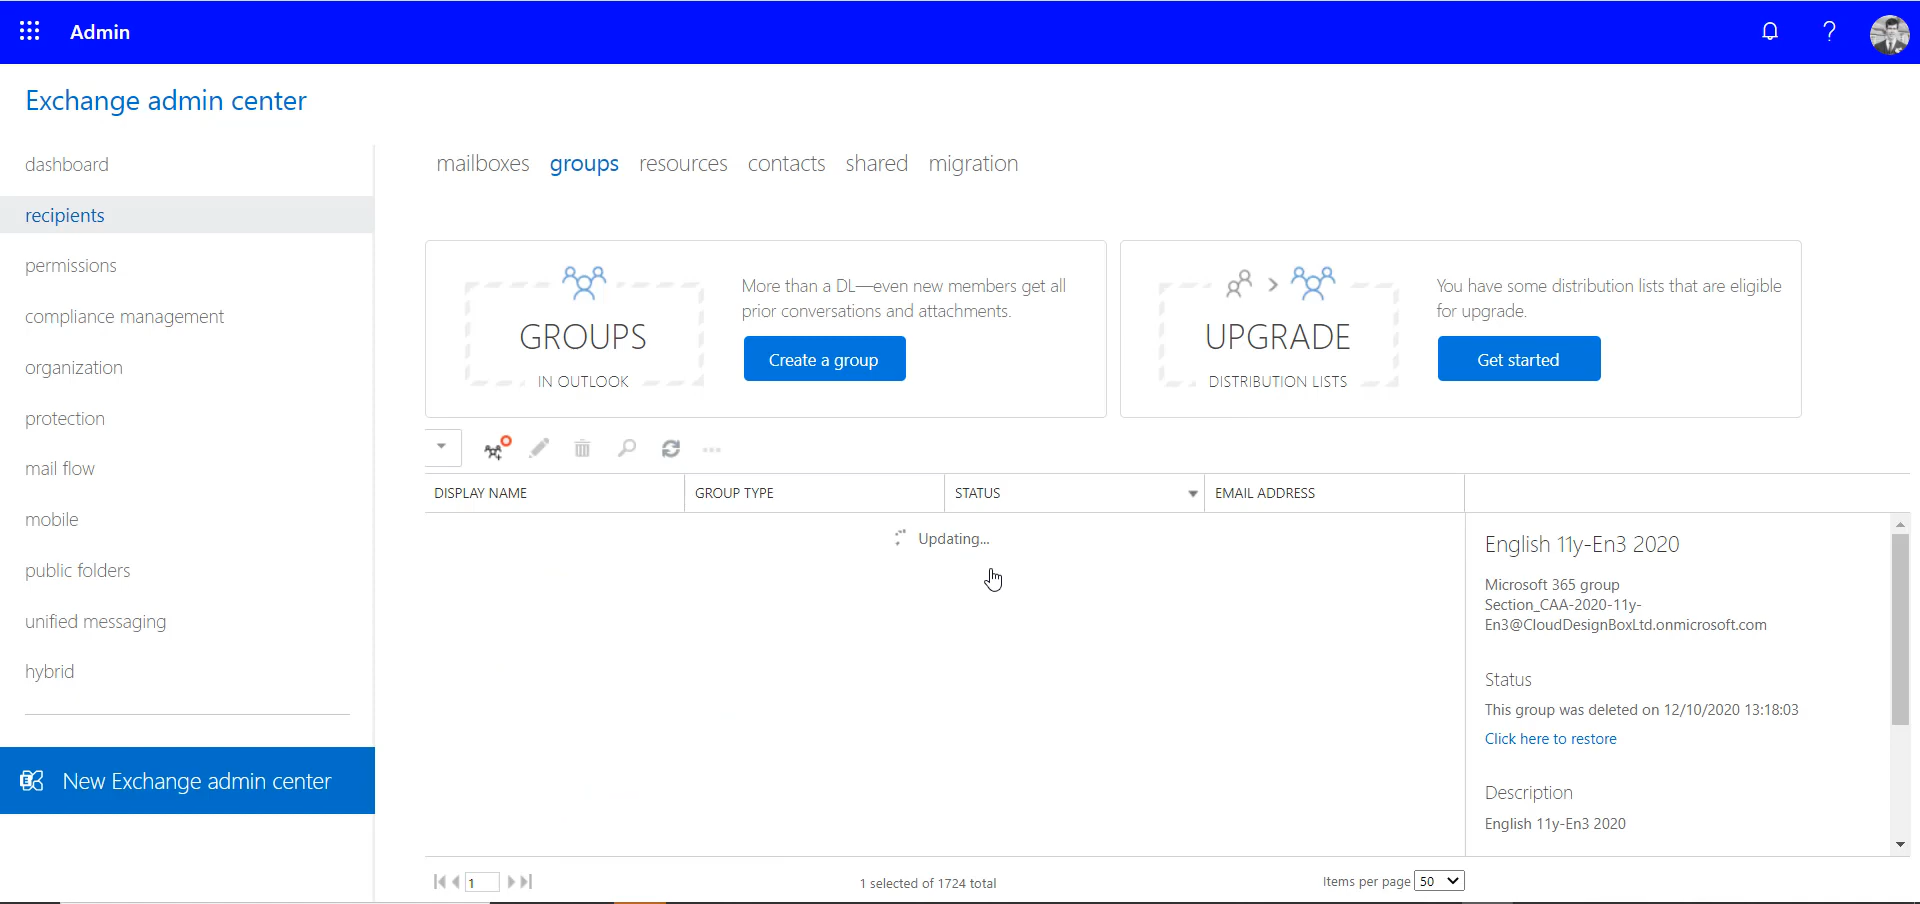 Admin
?
Exchange admin center
dashboard
recipients
permissions
compliance management
organization
protection
mail flow
mobile
public folders
unified messaging
hybrid
New Exchange admin center
mailboxes groups resources contacts shared migration
GROUPS
IN OUTLOOK
More than a DL—even new members get all
prior conversations and attachments.
Create a group
UPGRADE
DISTRIBUTION LISTS
You have some distribution lists that are eligible
for upgrade.
Get started
DISPLAY NAME GROUP TYPE STATUS EMAIL ADDRESS
Updating...
English 11y-En3 2020
Microsoft 365 group
Section_CAA-2020-11y-
En3@CloudDesignBoxLtd.onmicrosoft.com
Status
This group was deleted on 12/10/2020 13:18:03
Click here to restore
Description
English 11y-En3 2020
1
1 selected of 1724 total
Items per page 50